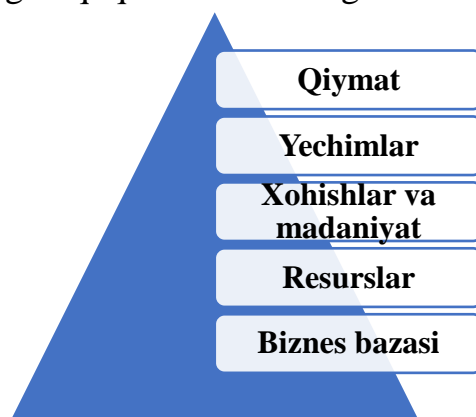 Qiymat
Yechimlar
Xohishlar va
madaniyat
Resurslar
Biznes bazasi